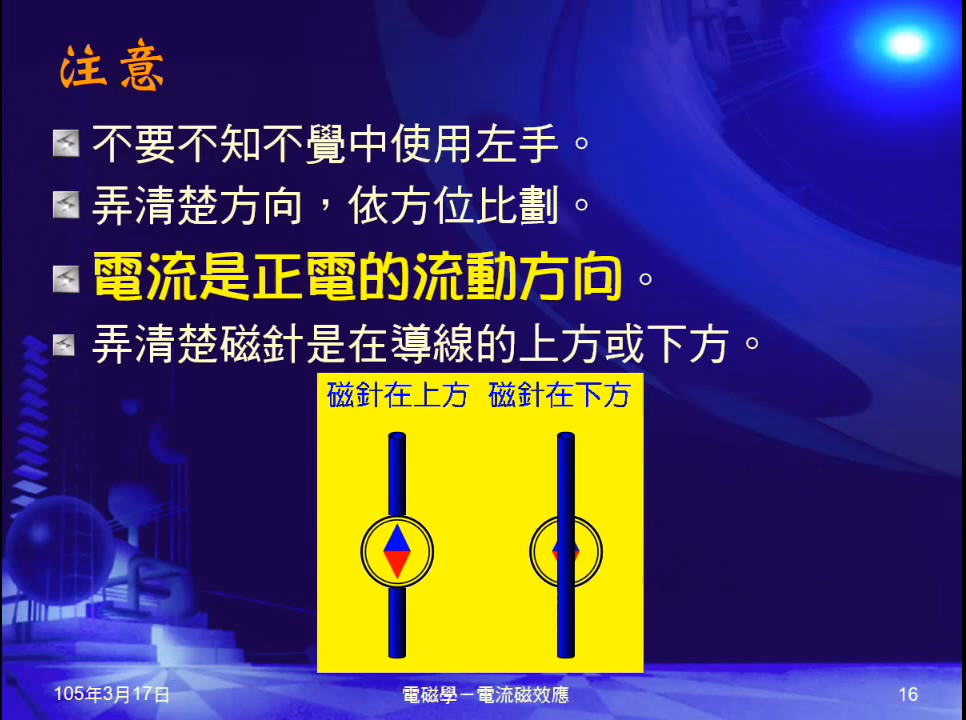 注意
不要不知不覺中使用左手。
弄清楚方向，依方位比劃。
電流是正電的流動方向。
弄清楚磁針是在導線的上方或下方。
磁針在上方 磁針在下方
105年3月17日 電磁學－電流磁效應 16